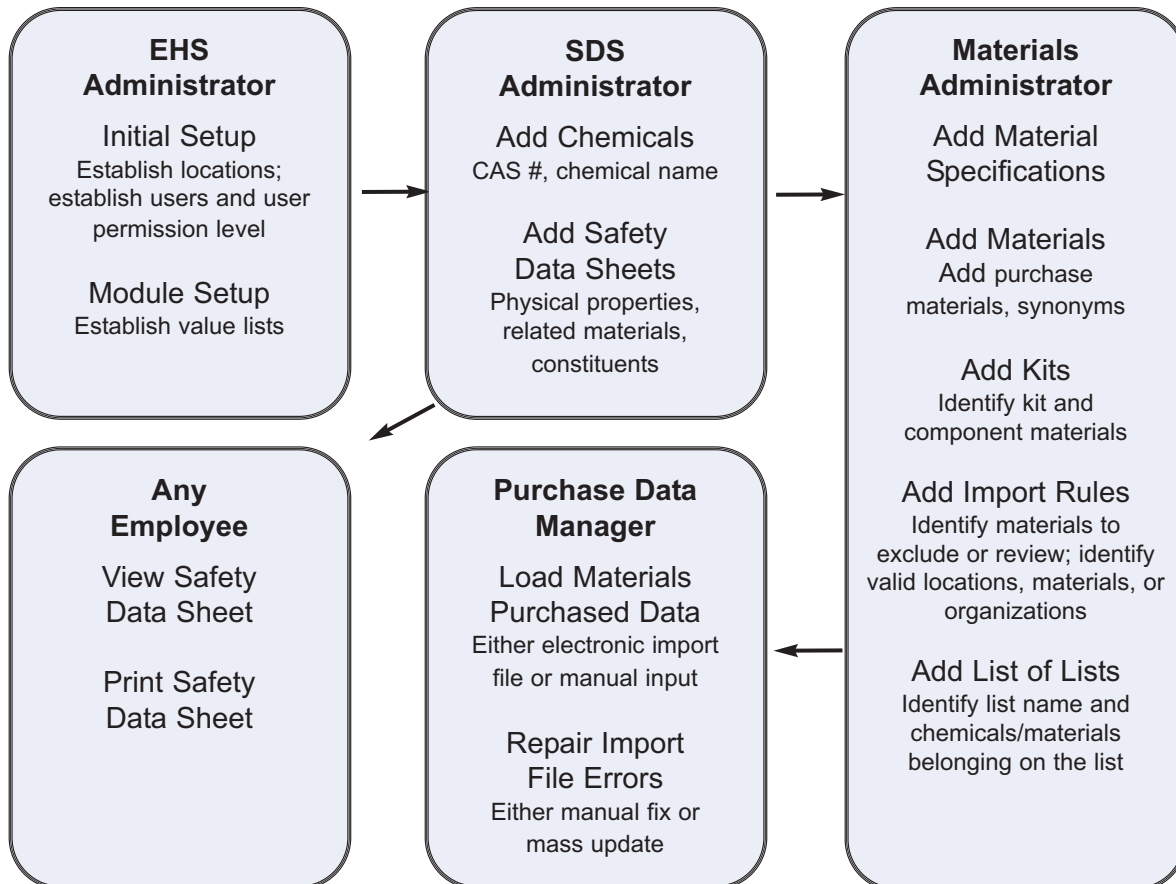 EHS
Administrator
Initial Setup
Establish locations;
establish users and user
permission level
Module Setup
Establish value lists
SDS
Administrator
Add Chemicals
CAS #, chemical name
Add Safety
Data Sheets
Physical properties,
related materials,
constituents
Materials
Administrator
Add Material
Specifications
Add Materials
Add purchase
materials, synonyms
Add Kits
Identify kit and
component materials
Add Import Rules
Identify materials to
exclude or review; identify
valid locations, materials, or
organizations
Add List of Lists
Identify list name and
chemicals/materials
belonging on the list
Any
Employee
View Safety
Data Sheet
Print Safety
Data Sheet
Purchase Data
Manager
Load Materials
Purchased Data
Either electronic import
file or manual input
Repair Import
File Errors
Either manual fix or
mass update